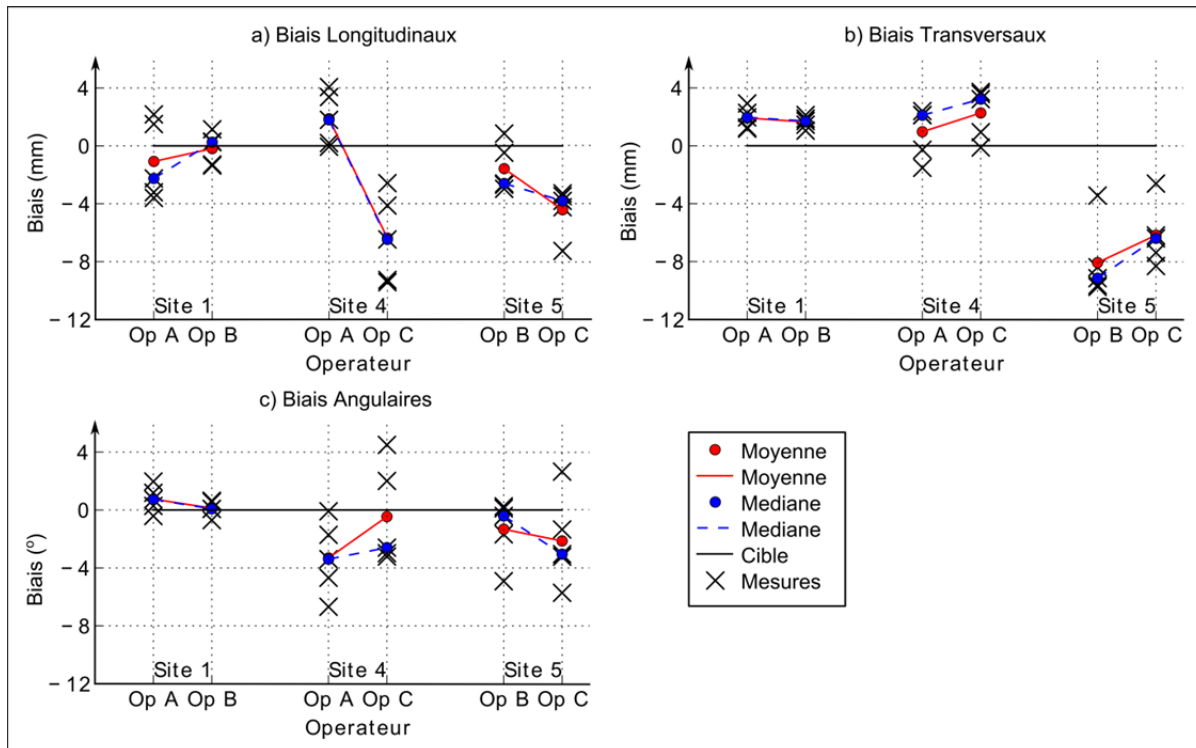 a) Biais Longitudinaux
Biais (mm)
4
0
−4
−8
−12
Site 1
Site 4
Site 5
Op A Op B
Op A Op C
Op B Op C
Operateur
b) Biais Transversaux
Biais (mm)
4
0
−4
−8
−12
Site 1
Site 4
Site 5
Op A Op B
Op A Op C
Op B Op C
Operateur
c) Biais Angulaires
Biais (°)
4
0
−4
−8
−12
Site 1
Site 4
Site 5
Op A Op B
Op A Op C
Op B Op C
Operateur
Moyenne
Moyenne
Mediane
Mediane
Cible
Mesures